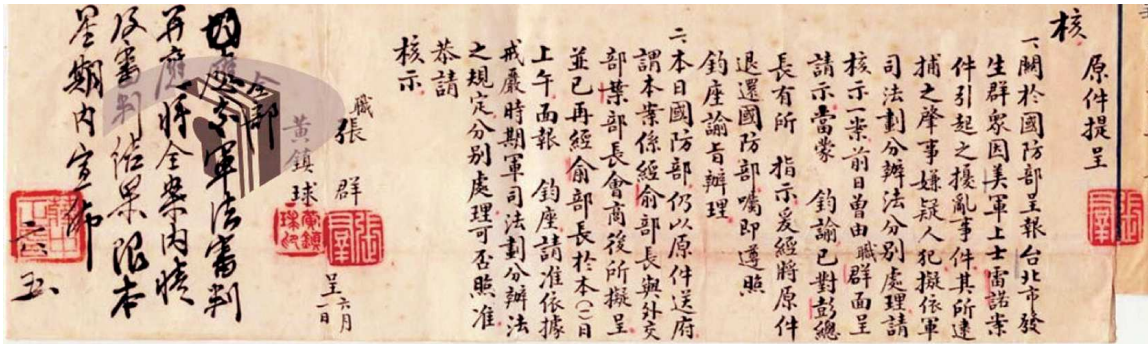 原件提呈
核
一、關於國防部呈報台北市發
生群眾因美軍上士雷諾案
件引起之擾亂事件其所逮
捕之肇事嫌疑人犯擬依軍
司法劃分辦法分別處理請
核示一案前日曾由職群面呈
請示當蒙 鈞諭已對彭總
長有所 指示爰經將原件
退還國防部囑即遵照
鈞座諭旨辦理
二、本日國防部仍以原件送府
謂本案係經俞部長與外交
部葉部長會商後所擬呈
並已再經俞部長於本(一)日
上午面報 鈞座請准依據
戒嚴時期軍司法劃分辦法
之規定分別處理可否照准
恭請
核示
職張群
黃鎮球
呈 六月一日
全部
軍法審判
并應將全案內情
及審判結果限本
星期內宣佈